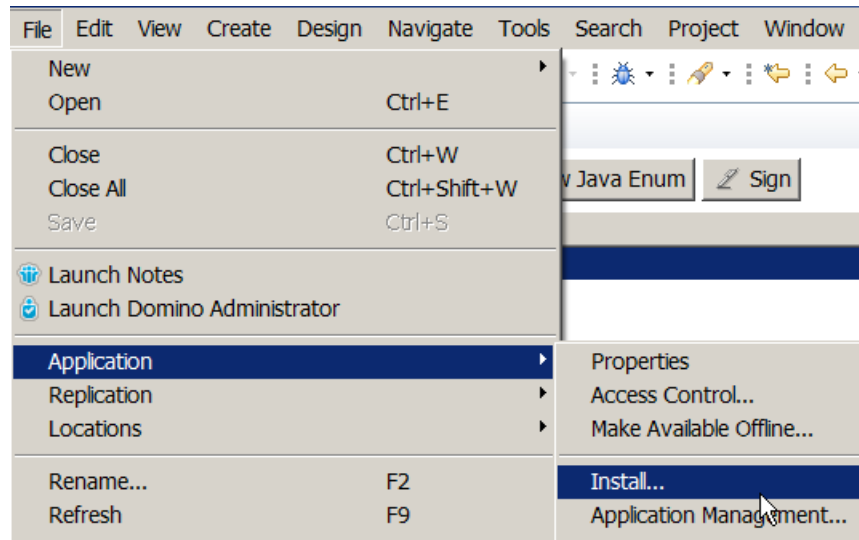 File Edit View Create Design Navigate Tools Search Project Window
New
Open Ctrl+E
Close Ctrl+W
Close All Ctrl+Shift+W
Save Ctrl+S
Java Enum Sign
Launch Notes
Launch Domino Administrator
Application
Replication
Locations
Rename... F2
Refresh F9
Properties
Access Control...
Make Available Offline...
Install...
Application Management...